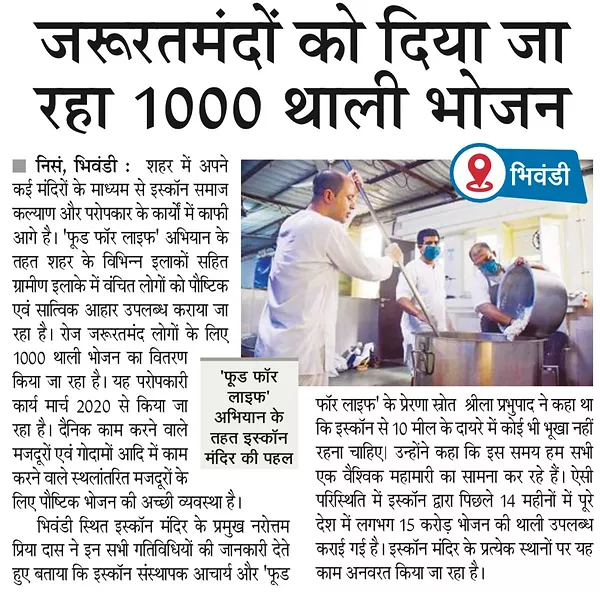 जरूरतमंदों को दिया जा
रहा 1000 थाली भोजन
भिवंडी
■ निसं, भिवंडी : शहर में अपने
कई मंदिरों के माध्यम से इस्कॉन समाज
कल्याण और परोपकार के कार्यों में काफी
आगे है। 'फूड फॉर लाइफ' अभियान के
तहत शहर के विभिन्न इलाकों सहित
ग्रामीण इलाके में वंचित लोगों को पौष्टिक
एवं सात्विक आहार उपलब्ध कराया जा
रहा है। रोज जरूरतमंद लोगों के लिए
1000 थाली भोजन का वितरण
किया जा रहा है। यह परोपकारी
कार्य मार्च 2020 से किया जा
रहा है। दैनिक काम करने वाले
मजदूरों एवं गोदामों आदि में काम
करने वाले स्थलांतरित मजदूरों के
लिए पौष्टिक भोजन की अच्छी व्यवस्था है।
भिवंडी स्थित इस्कॉन मंदिर के प्रमुख नरोत्तम
प्रिया दास ने इन सभी गतिविधियों की जानकारी देते
हुए बताया कि इस्कॉन संस्थापक आचार्य और 'फूड
'फूड फॉर
लाइफ'
अभियान के
तहत इस्कॉन
मंदिर की पहल
फॉर लाइफ' के प्रेरणा स्रोत श्रीला प्रभुपाद ने कहा था
कि इस्कॉन से 10 मील के दायरे में कोई भी भूखा नहीं
रहना चाहिए। उन्होंने कहा कि इस समय हम सभी
एक वैश्विक महामारी का सामना कर रहे हैं। ऐसी
परिस्थिति में इस्कॉन द्वारा पिछले 14 महीनों में पूरे
देश में लगभग 15 करोड़ भोजन की थाली उपलब्ध
कराई गई है। इस्कॉन मंदिर के प्रत्येक स्थानों पर यह
काम अनवरत किया जा रहा है।